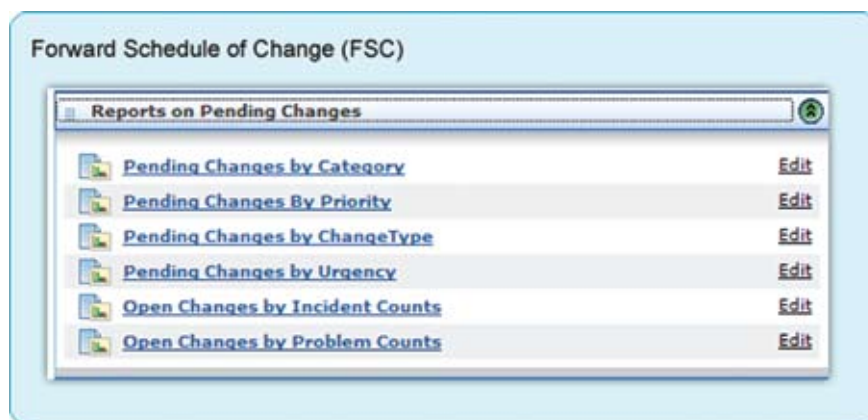 Forward Schedule of Change (FSC)
Reports on Pending Changes
Pending Changes by Category Edit
Pending Changes By Priority Edit
Pending Changes by ChangeType Edit
Pending Changes by Urgency Edit
Open Changes by Incident Counts Edit
Open Changes by Problem Counts Edit